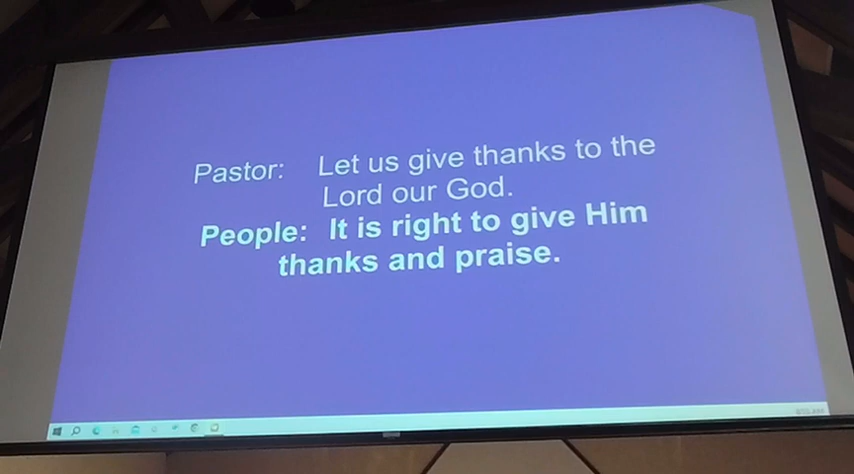 Pastor: Let us give thanks to the
Lord our God.
People: It is right to give Him
thanks and praise.